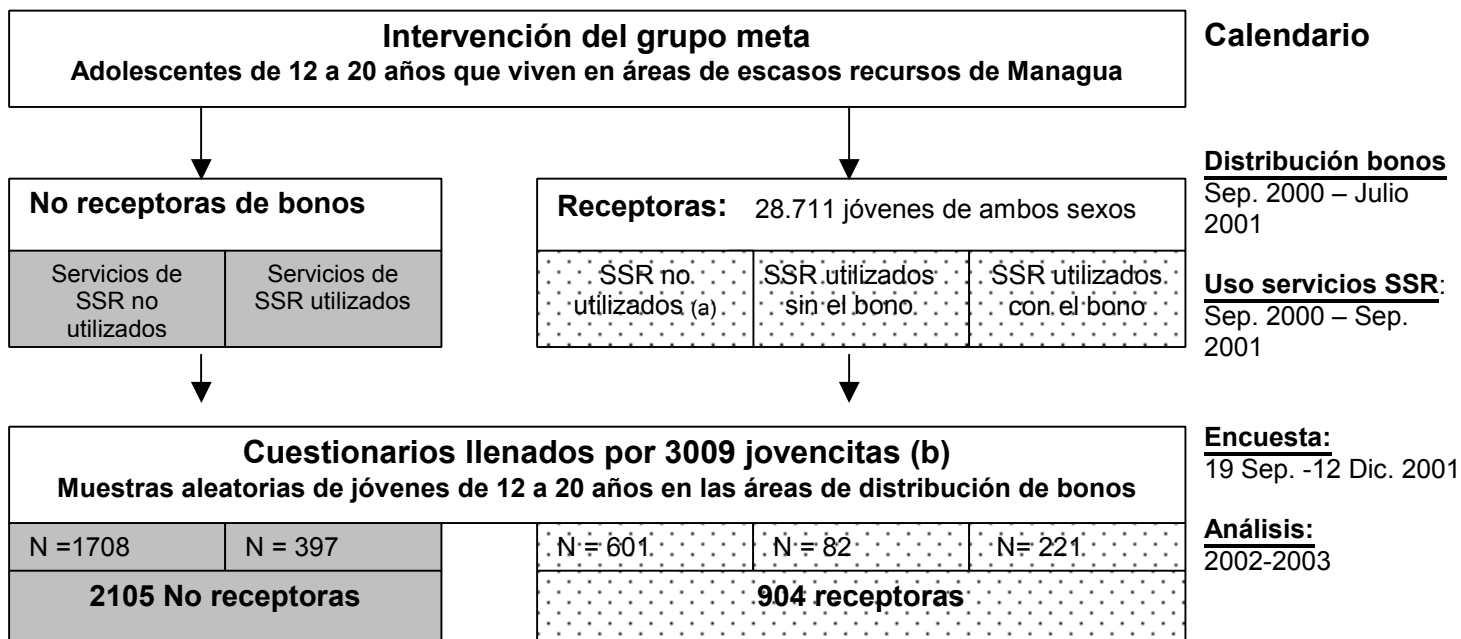 Intervención del grupo meta
Adolescentes de 12 a 20 años que viven en áreas de escasos recursos de Managua
Calendario
No receptoras de bonos
Servicios de
SSR no
utilizados
Servicios de
SSR utilizados
Receptoras: 28.711 jóvenes de ambos sexos
SSR no
utilizados (a)
SSR utilizados
sin el bono
SSR utilizados
con el bono
Distribución bonos
Sep. 2000 – Julio
2001
Uso servicios SSR:
Sep. 2000 – Sep.
2001
Cuestionarios llenados por 3009 jovencitas (b)
Muestras aleatorias de jóvenes de 12 a 20 años en las áreas de distribución de bonos
N =1708
N = 397
N = 601
N = 82
N= 221
2105 No receptoras
904 receptoras
Encuesta:
19 Sep. -12 Dic. 2001
Análisis:
2002-2003